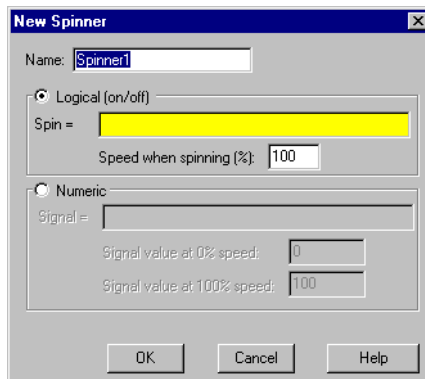 New Spinner
Name: Spinner1
Logical (on/off)
Spin =
Speed when spinning (%): 100
Numeric
Signal =
Signal value at 0% speed: 0
Signal value at 100% speed: 100
OK Cancel Help